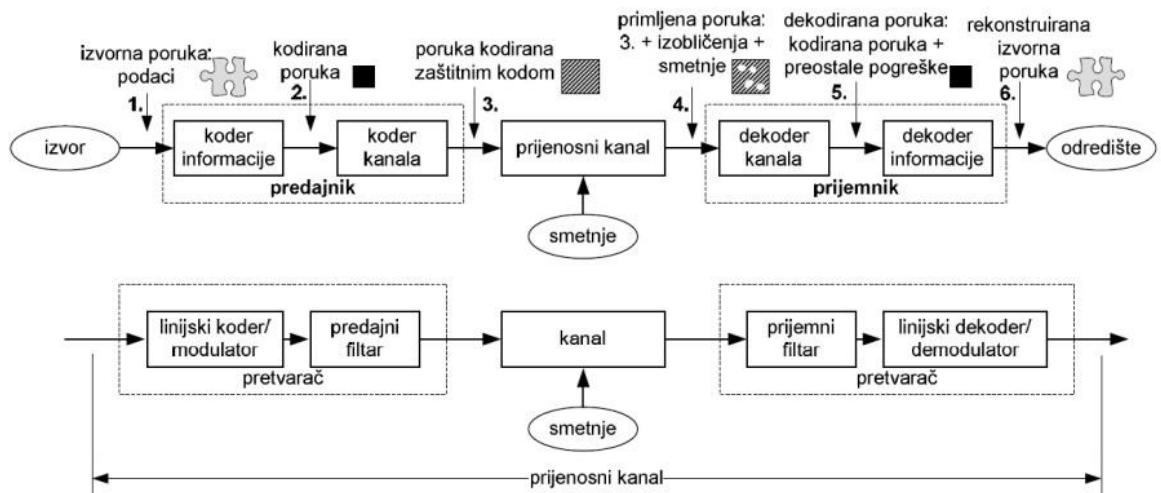 izvorna poruka:
podaci
1.
kodirana
poruka
2.
poruka kodirana
zaštitnim kodom
3.
primljena poruka:
3. + izobličenja +
smetnje
4.
dekodirana poruka:
kodirana poruka +
preostale pogreške
5.
rekonstruirana
izvorna
poruka
6.
izvor
koder
informacije
koder
kanala
predajnik
prijenosni kanal
smetnje
dekoder
kanala
dekoder
informacije
prijemnik
odredište
linijski koder/
modulator
predajni
filtar
pretvarač
kanal
smetnje
prijemni
filtar
linijski dekoder/
demodulator
pretvarač
prijenosni kanal